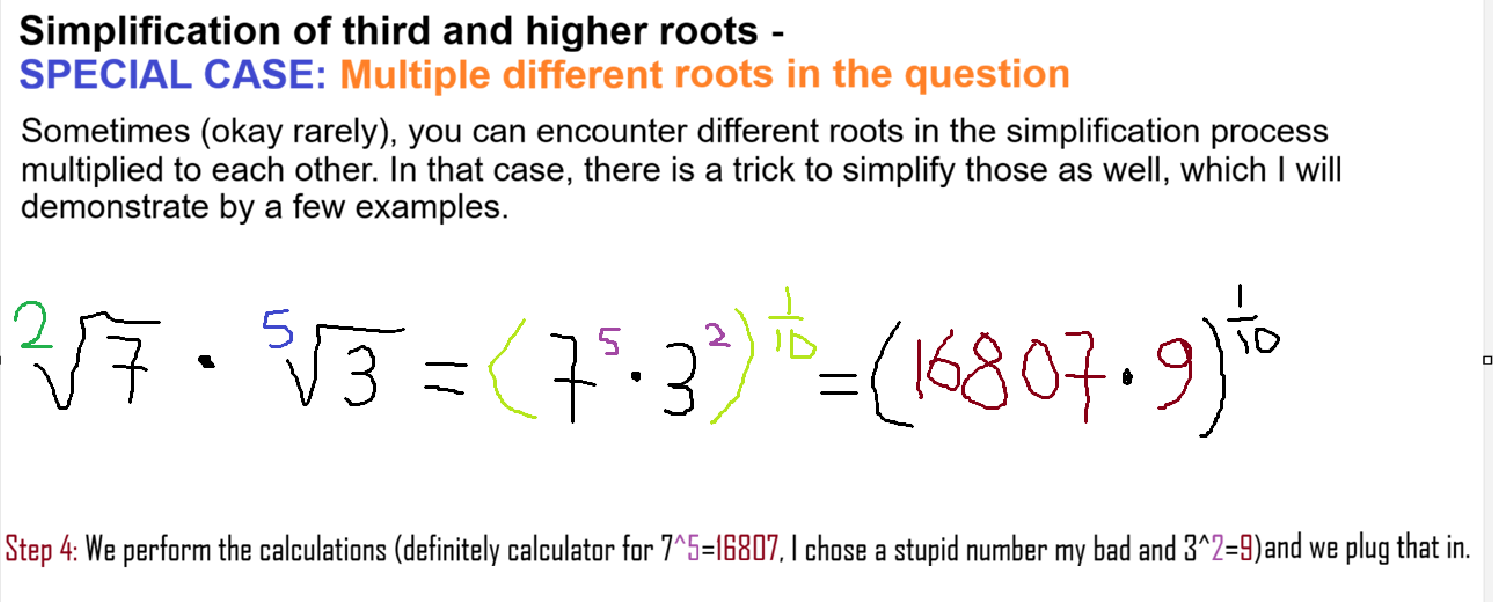 Simplification of third and higher roots -
SPECIAL CASE: Multiple different roots in the question
Sometimes (okay rarely), you can encounter different roots in the simplification process
multiplied to each other. In that case, there is a trick to simplify those as well, which I will
demonstrate by a few examples.
²√7 · ⁵√3 = (7⁵ · 3²)^(1/10) = (16807 · 9)^(1/10)
Step 4: We perform the calculations (definitely calculator for 7^5=16807, I chose a stupid number my bad and 3^2=9)and we plug that in.